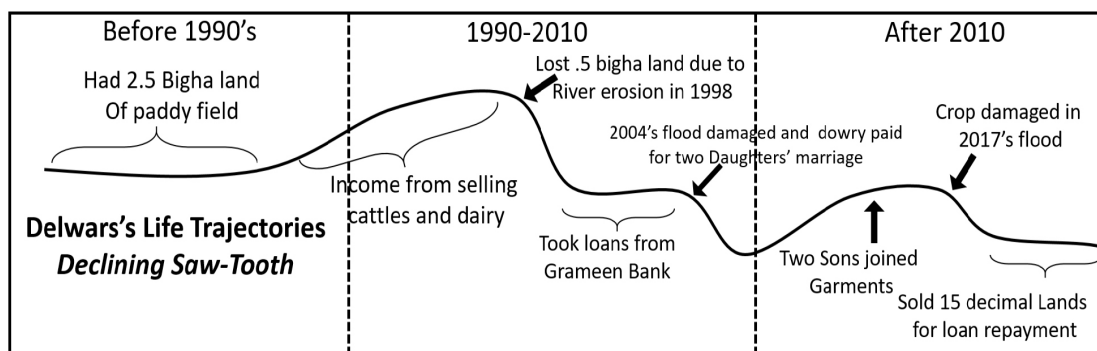 Before 1990's
Had 2.5 Bigha land
Of paddy field
Delwars's Life Trajectories
Declining Saw-Tooth
1990-2010
Lost .5 bigha land due to
River erosion in 1998
Income from selling
cattles and dairy
2004's flood damaged and dowry paid
for two Daughters' marriage
Took loans from
Grameen Bank
After 2010
Crop damaged in
2017's flood
Two Sons joined
Garments
Sold 15 decimal Lands
for loan repayment